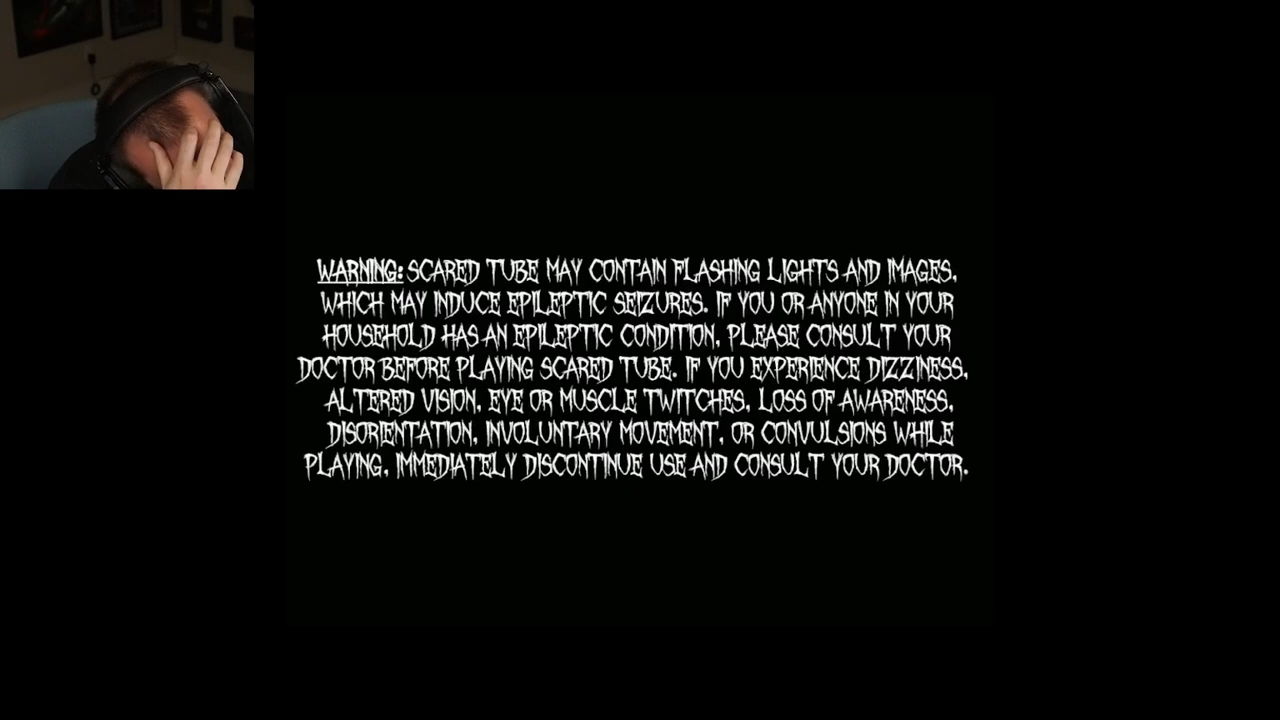 WARNING: SCARED TUBE MAY CONTAIN FLASHING LIGHTS AND IMAGES,
WHICH MAY INDUCE EPILEPTIC SEIZURES. IF YOU OR ANYONE IN YOUR
HOUSEHOLD HAS AN EPILEPTIC CONDITION, PLEASE CONSULT YOUR
DOCTOR BEFORE PLAYING SCARED TUBE. IF YOU EXPERIENCE DIZZINESS,
ALTERED VISION, EYE OR MUSCLE TWITCHES, LOSS OF AWARENESS,
DISORIENTATION, INVOLUNTARY MOVEMENT, OR CONVULSIONS WHILE
PLAYING, IMMEDIATELY DISCONTINUE USE AND CONSULT YOUR DOCTOR.